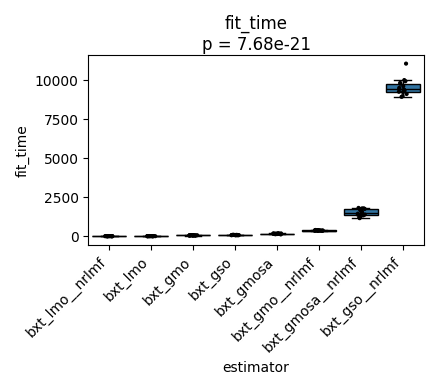 fit_time
p = 7.68e-21
fit_time
10000
7500
5000
2500
0
bxt_lmo__nrlmf
bxt_lmo
bxt_gmo
bxt_gso
bxt_gmosa
bxt_gmo__nrlmf
bxt_gmosa__nrlmf
bxt_gso__nrlmf
estimator